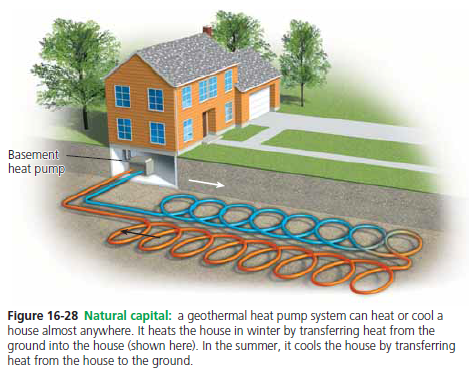 Basement
heat pump
Figure 16-28 Natural capital: a geothermal heat pump system can heat or cool a
house almost anywhere. It heats the house in winter by transferring heat from the
ground into the house (shown here). In the summer, it cools the house by transferring
heat from the house to the ground.